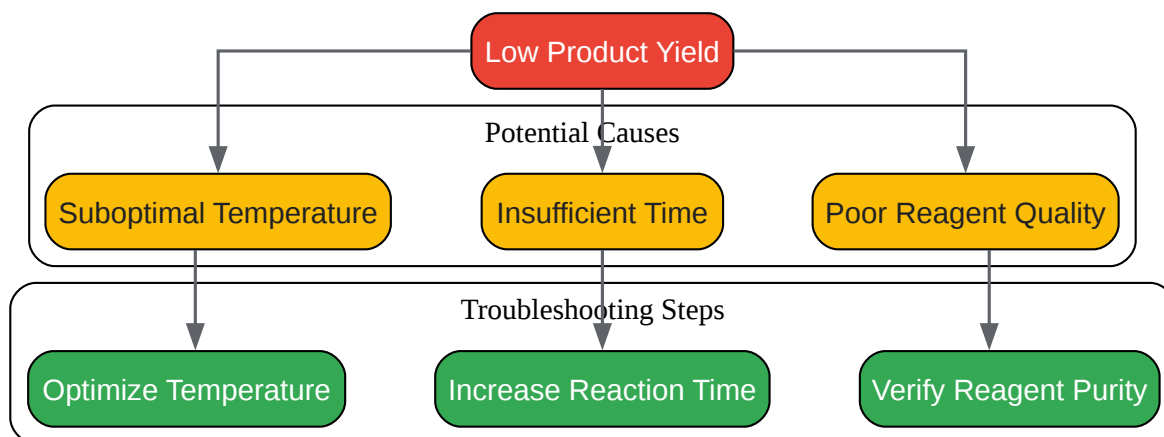 Low Product Yield
Potential Causes
Suboptimal Temperature
Insufficient Time
Poor Reagent Quality
Troubleshooting Steps
Optimize Temperature
Increase Reaction Time
Verify Reagent Purity